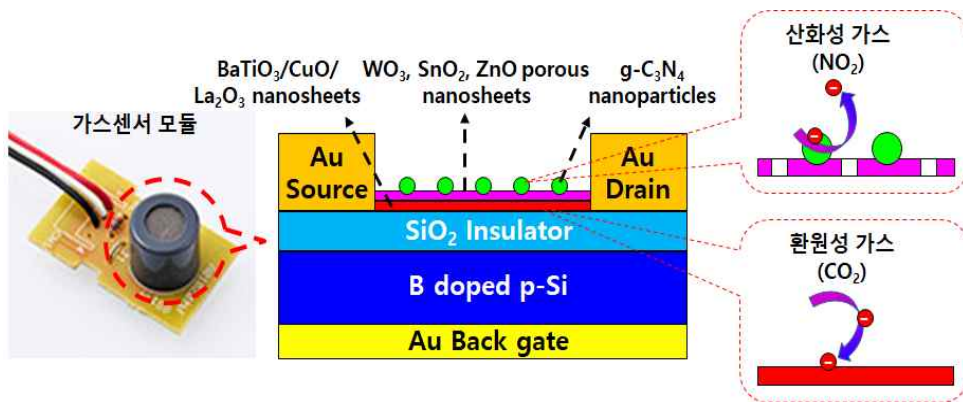 가스센서 모듈
BaTiO₃/CuO/
La₂O₃ nanosheets
WO₃, SnO₂, ZnO porous
nanosheets
g-C₃N₄
nanoparticles
Au
Source
Au
Drain
SiO₂ Insulator
B doped p-Si
Au Back gate
산화성 가스
(NO₂)
환원성 가스
(CO₂)